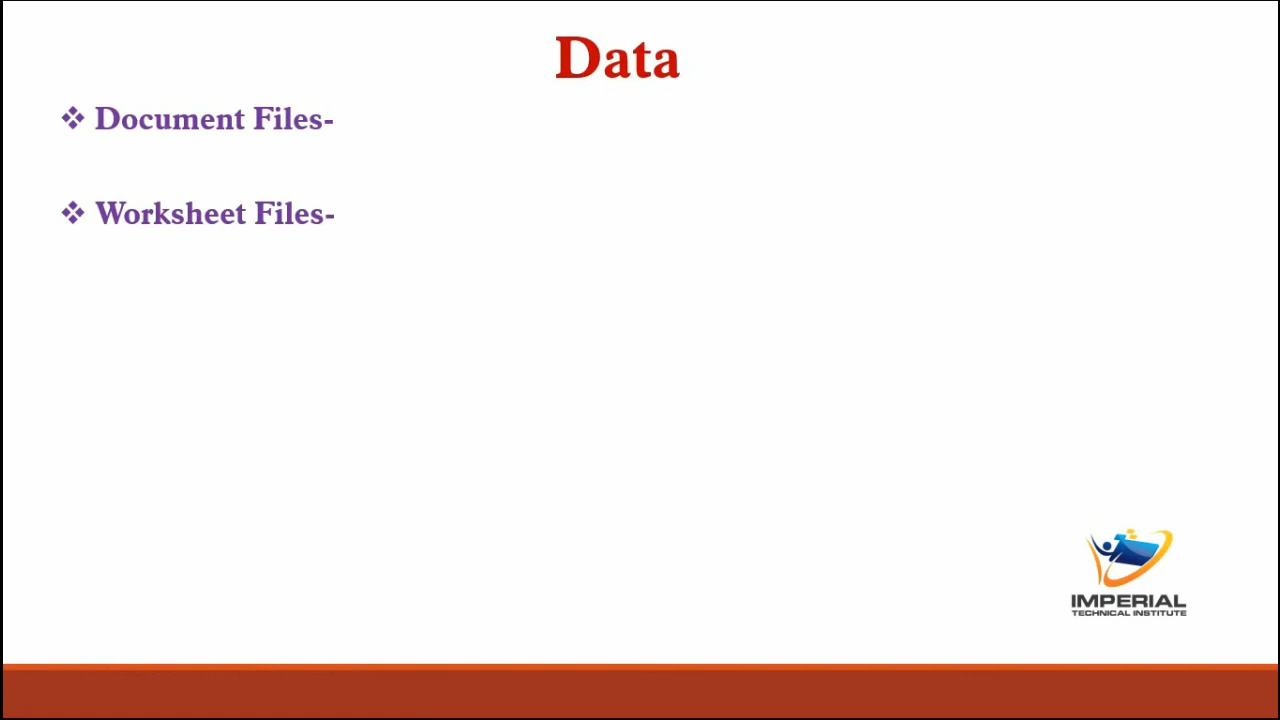 Data
Document Files-
Worksheet Files-
IMPERIAL
TECHNICAL INSTITUTE